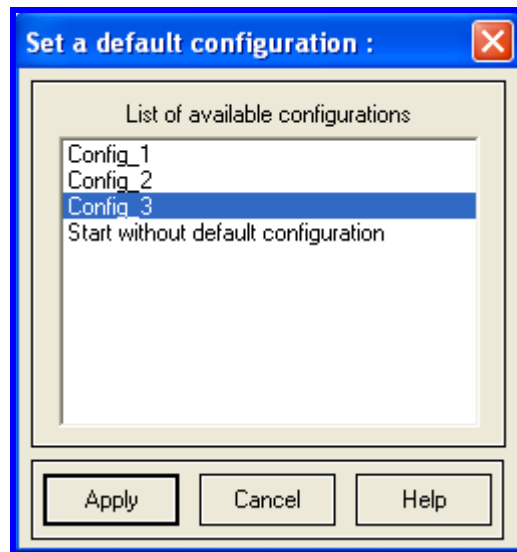 Set a default configuration :
List of available configurations
Config_1
Config_2
Config_3
Start without default configuration
Apply Cancel Help